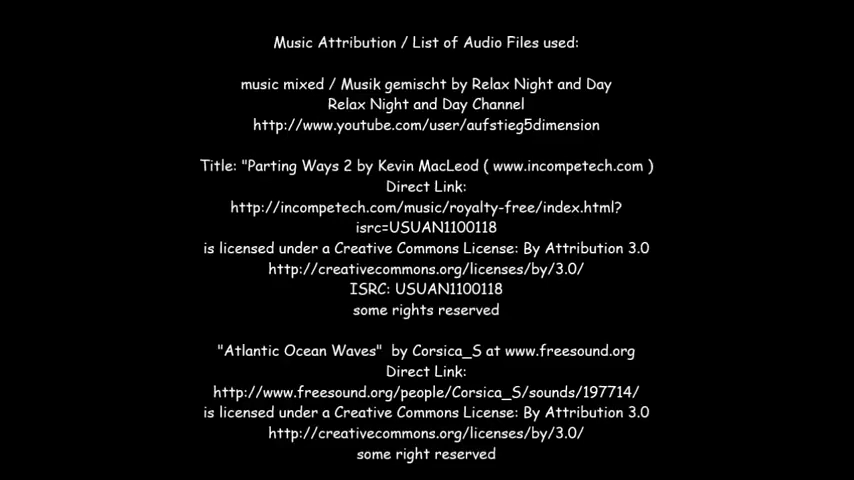 Music Attribution / List of Audio Files used:
music mixed / Musik gemischt by Relax Night and Day
Relax Night and Day Channel
http://www.youtube.com/user/aufstieg5dimension
Title: "Parting Ways 2 by Kevin MacLeod ( www.incompetech.com )
Direct Link:
http://incompetech.com/music/royalty-free/index.html?
isrc=USUAN1100118
is licensed under a Creative Commons License: By Attribution 3.0
http://creativecommons.org/licenses/by/3.0/
ISRC: USUAN1100118
some rights reserved
"Atlantic Ocean Waves"  by Corsica_S at www.freesound.org
Direct Link:
http://www.freesound.org/people/Corsica_S/sounds/197714/
is licensed under a Creative Commons License: By Attribution 3.0
http://creativecommons.org/licenses/by/3.0/
some right reserved